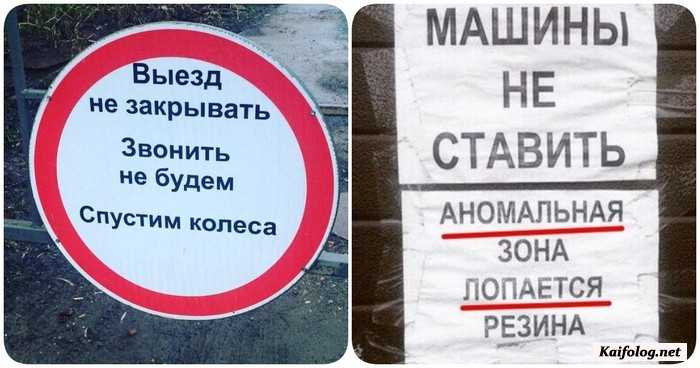 Выезд
не закрывать
Звонить
не будем
Спустим колеса
МАШИНЫ
НЕ
СТАВИТЬ
АНОМАЛЬНАЯ
ЗОНА
ЛОПАЕТСЯ
РЕЗИНА
Kaifolog.net